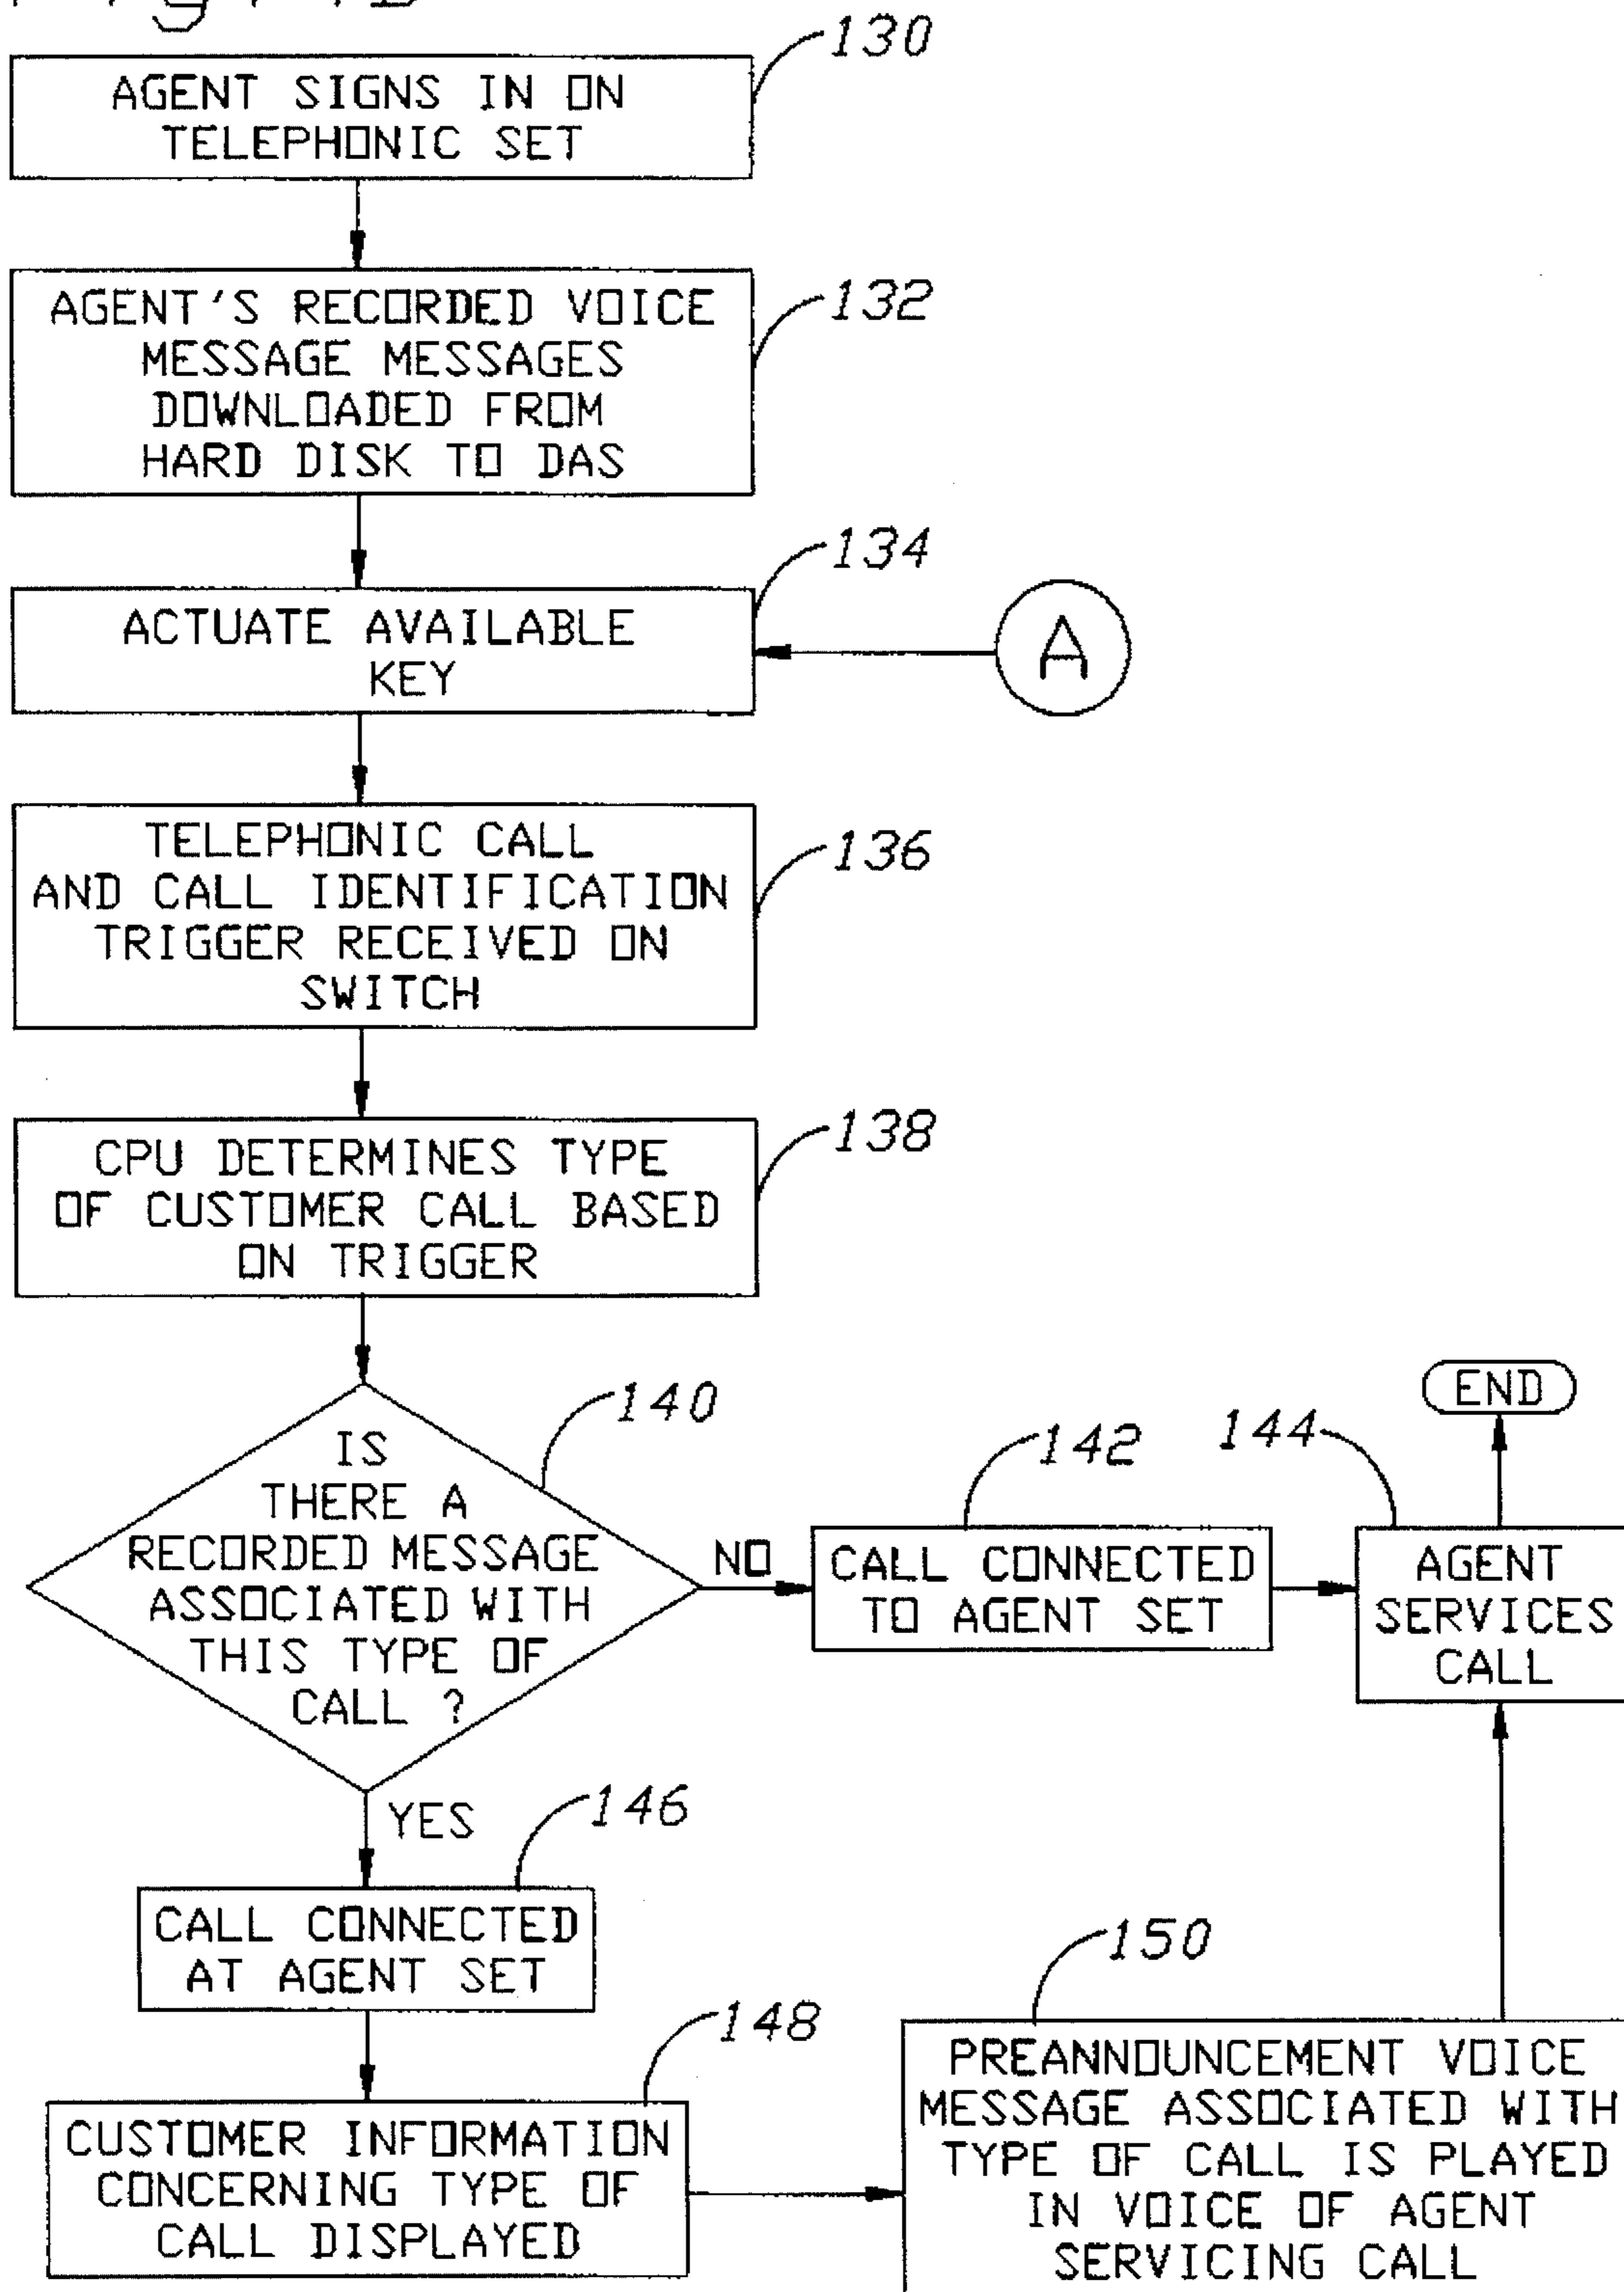 130
AGENT SIGNS IN ON
TELEPHONIC SET
AGENT'S RECORDED VOICE
MESSAGE MESSAGES
DOWNLOADED FROM
HARD DISK TO DAS
132
134
ACTUATE AVAILABLE
KEY
A
TELEPHONIC CALL
AND CALL IDENTIFICATION
TRIGGER RECEIVED ON
SWITCH
136
CPU DETERMINES TYPE
OF CUSTOMER CALL BASED
ON TRIGGER
138
IS
THERE A
RECORDED MESSAGE
ASSOCIATED WITH
THIS TYPE OF
CALL ?
140
NO
142
CALL CONNECTED
TO AGENT SET
144
AGENT
SERVICES
CALL
END
YES
146
CALL CONNECTED
AT AGENT SET
148
CUSTOMER INFORMATION
CONCERNING TYPE OF
CALL DISPLAYED
150
PREANNOUNCEMENT VOICE
MESSAGE ASSOCIATED WITH
TYPE OF CALL IS PLAYED
IN VOICE OF AGENT
SERVICING CALL